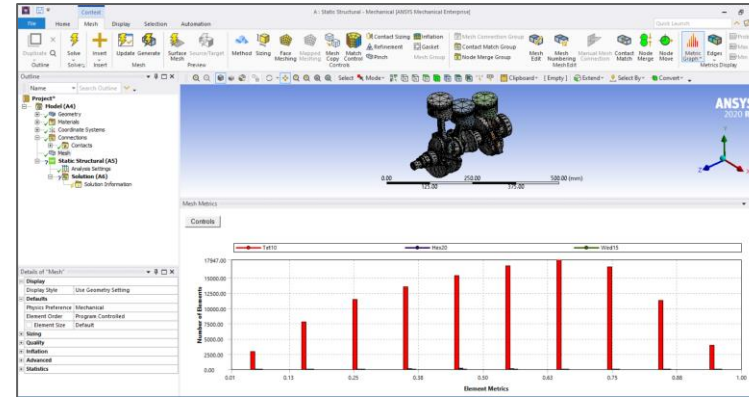 Context
A : Static Structural - Mechanical [ANSYS Mechanical Enterprise]
File Home Mesh Display Selection Automation
Quick Launch
Duplicate Q Solve Insert Update Generate Surface Mesh Source/Target Method Sizing Face Meshing Mapped Meshing Mesh Copy Match Control Contact Sizing Refinement Pinch Inflation Gasket Mesh Group Mesh Connection Group Contact Match Group Node Merge Group Mesh Edit Mesh Numbering Manual Mesh Connection Contact Match Node Merge Node Move Metric Graph Edges
Outline Solve Insert Mesh Preview Controls Mesh Edit Metrics Display
Outline
Name Search Outline
Select Mode Clipboard [ Empty ] Extend Select By Convert
Project*
Model (A4)
Geometry
Materials
Coordinate Systems
Connections
Contacts
Mesh
Static Structural (A5)
Analysis Settings
Solution (A6)
Solution Information
ANSYS
2020 R
0.00 250.00 500.00 (mm)
125.00 375.00
Mesh Metrics
Controls
Tet10 Hex20 Wed15
Details of "Mesh"
Display
Display Style Use Geometry Setting
Defaults
Physics Preference Mechanical
Element Order Program Controlled
Element Size Default
Sizing
Quality
Inflation
Advanced
Statistics
Number of Elements
17947.00
15000.00
12500.00
10000.00
7500.00
5000.00
2500.00
0.00
0.01 0.13 0.25 0.38 0.50 0.63 0.75 0.88 1.00
Element Metrics